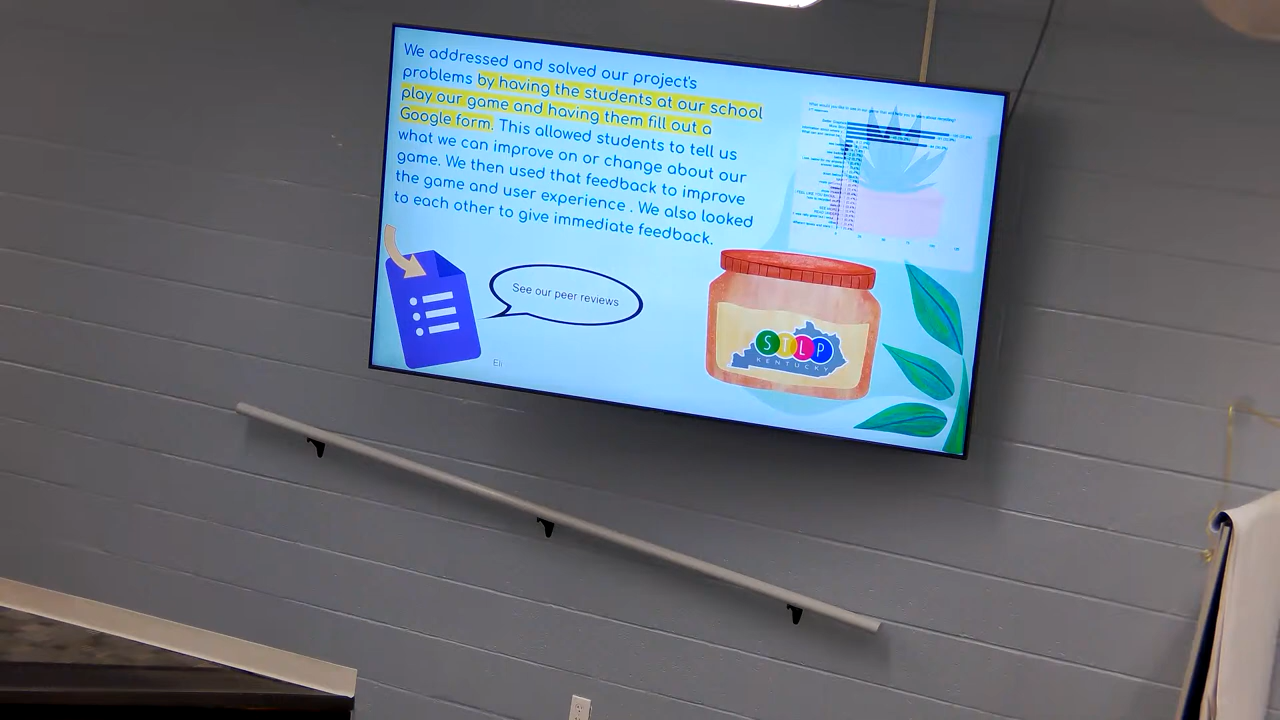 We addressed and solved our project's
problems by having the students at our school
play our game and having them fill out a
Google form. This allowed students to tell us
what we can improve on or change about our
game. We then used that feedback to improve
the game and user experience . We also looked
to each other to give immediate feedback.
See our peer reviews
Eli
STLP
KENTUCKY